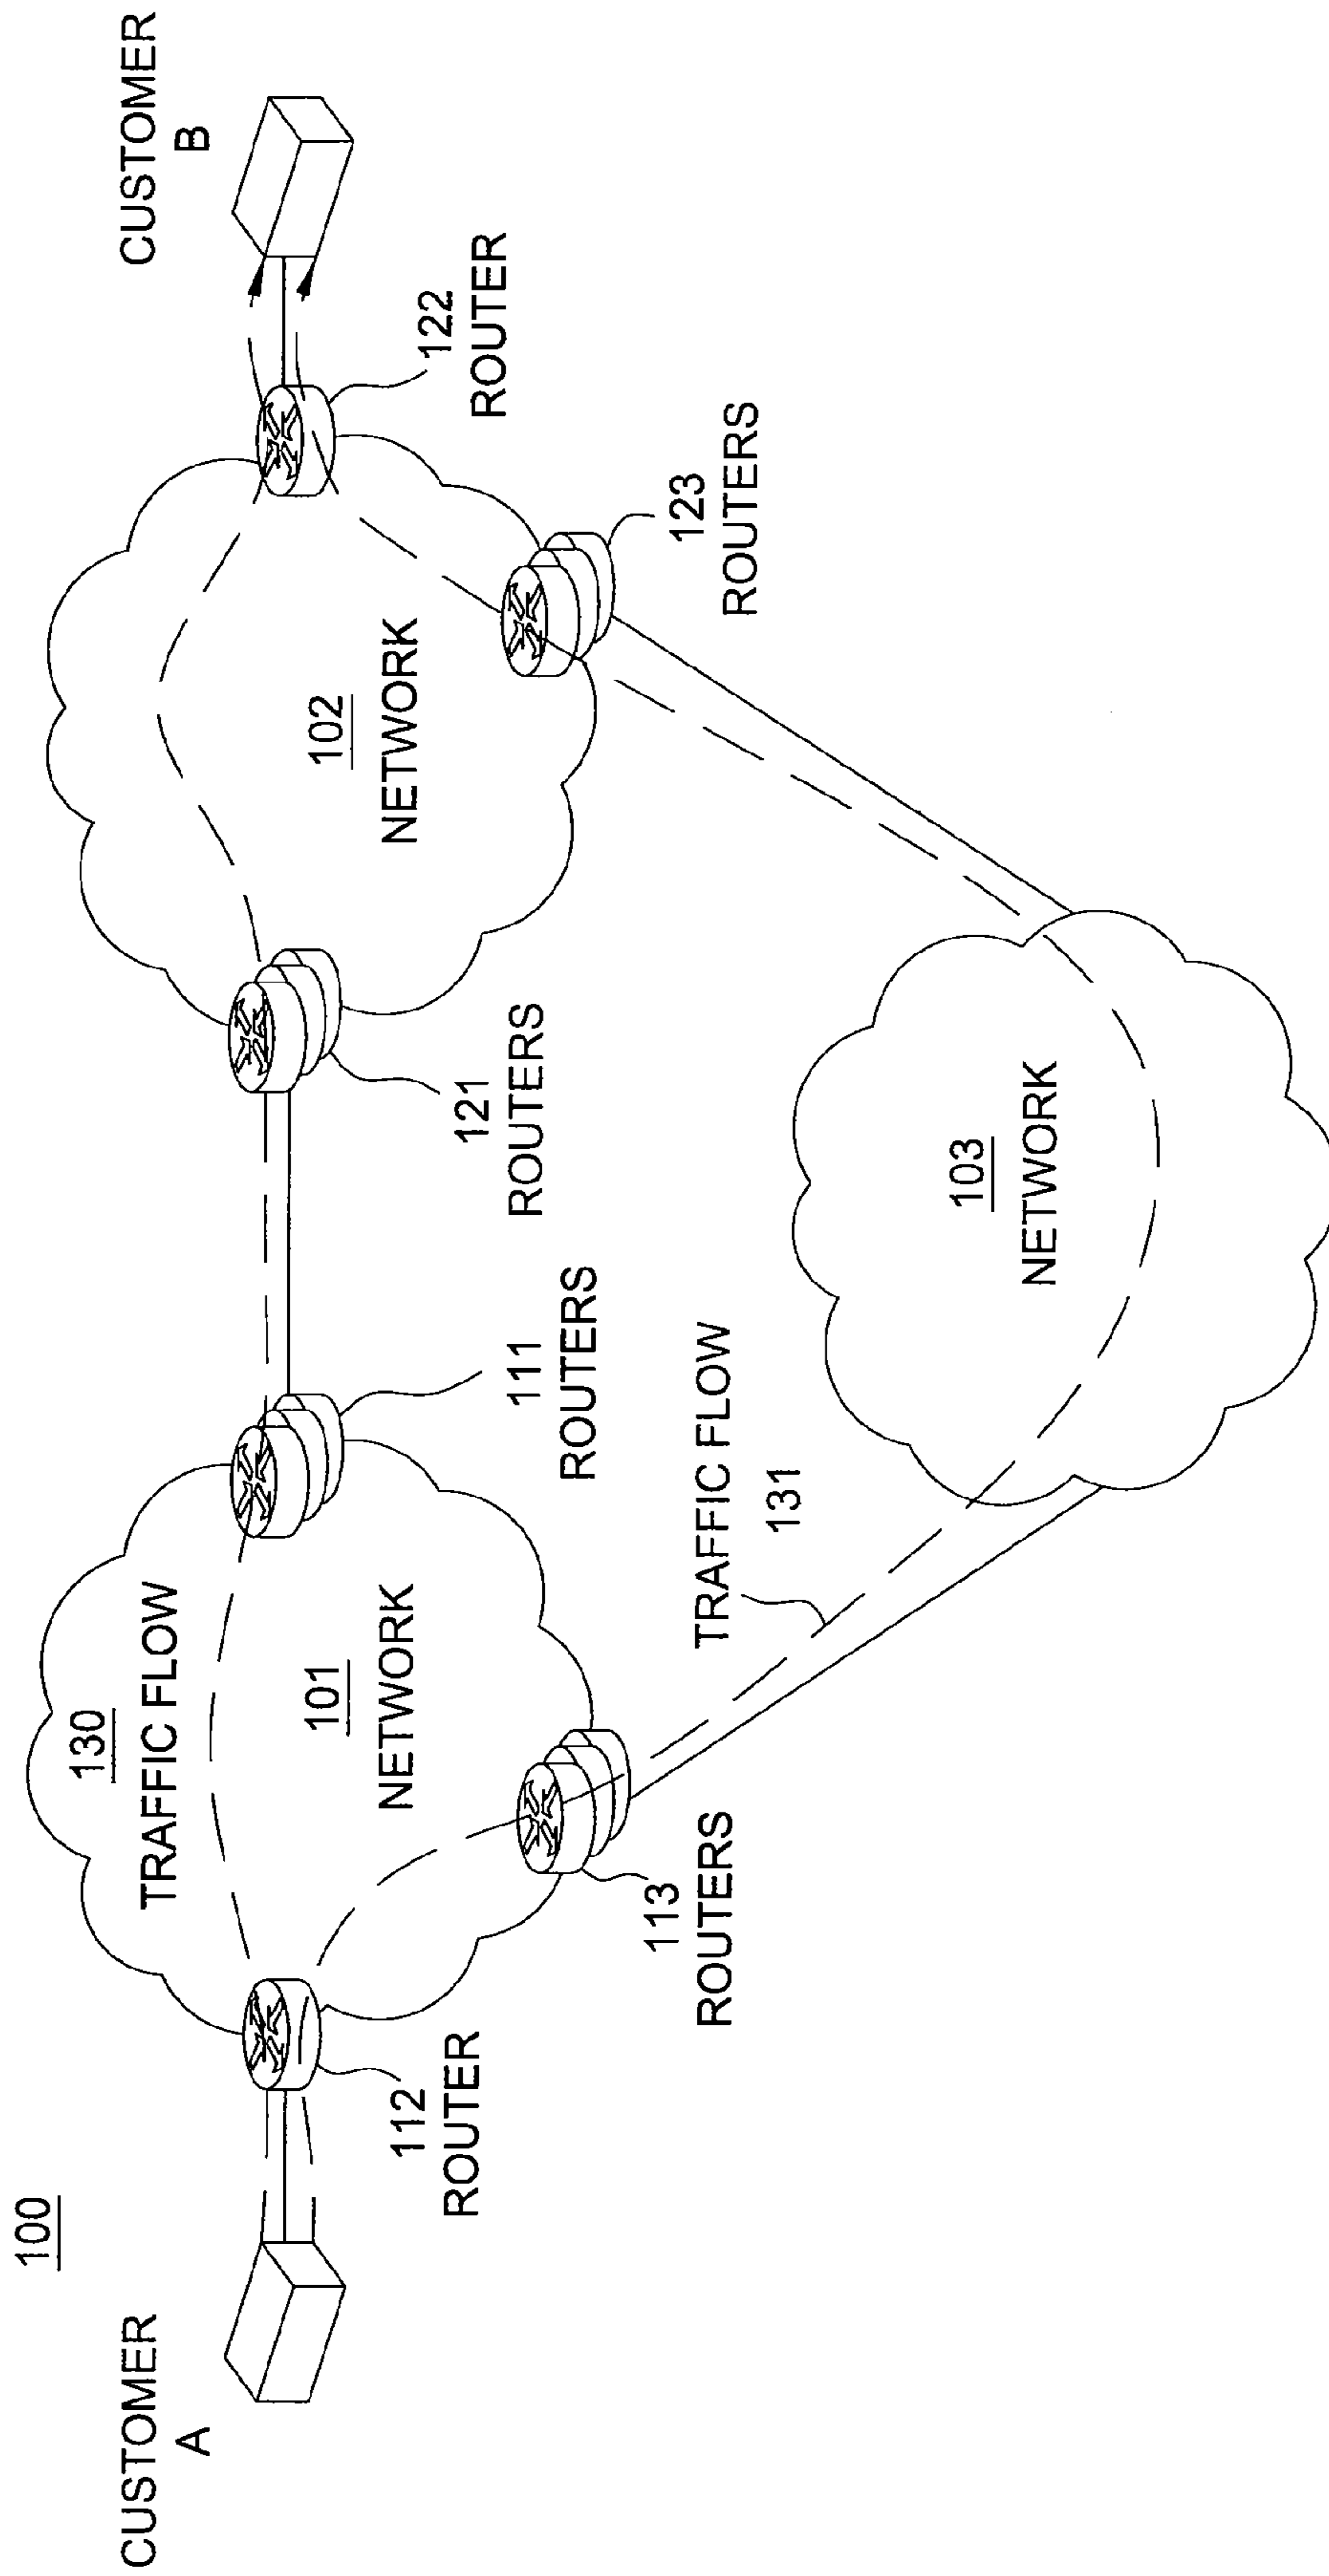 100
CUSTOMER
A
CUSTOMER
B
130
TRAFFIC FLOW
101
NETWORK
102
NETWORK
112
ROUTER
111
ROUTERS
121
ROUTERS
122
ROUTER
113
ROUTERS
123
ROUTERS
TRAFFIC FLOW
131
103
NETWORK